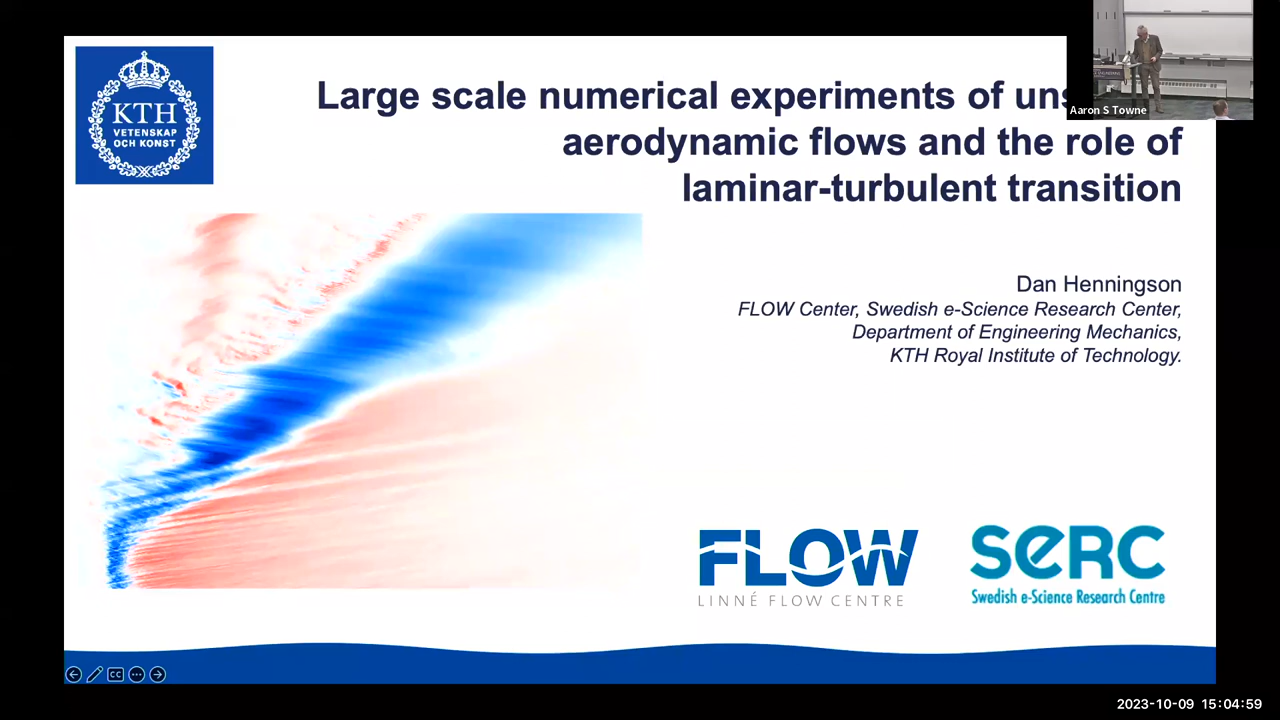 KTH
VETENSKAP
OCH KONST
Large scale numerical experiments of uns
aerodynamic flows and the role of
laminar-turbulent transition
Aaron S Towne
Dan Henningson
FLOW Center, Swedish e-Science Research Center,
Department of Engineering Mechanics,
KTH Royal Institute of Technology.
FLOW
LINNÉ FLOW CENTRE
SeRC
Swedish e-Science Research Centre
CC
2023-10-09 15:04:59